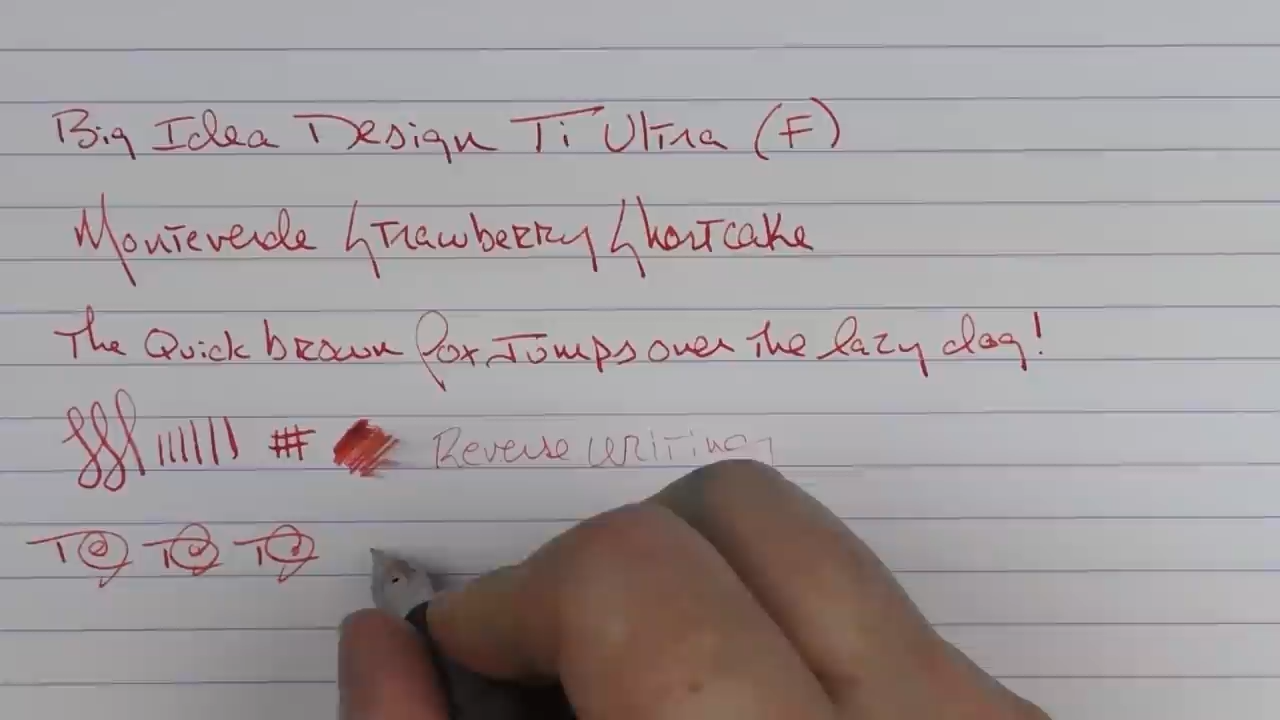 Big Idea Design Ti Ultra (F)
Monteverde Strawberry Shortcake
The Quick brown fox Jumps over The lazy dog!
Reverse writing